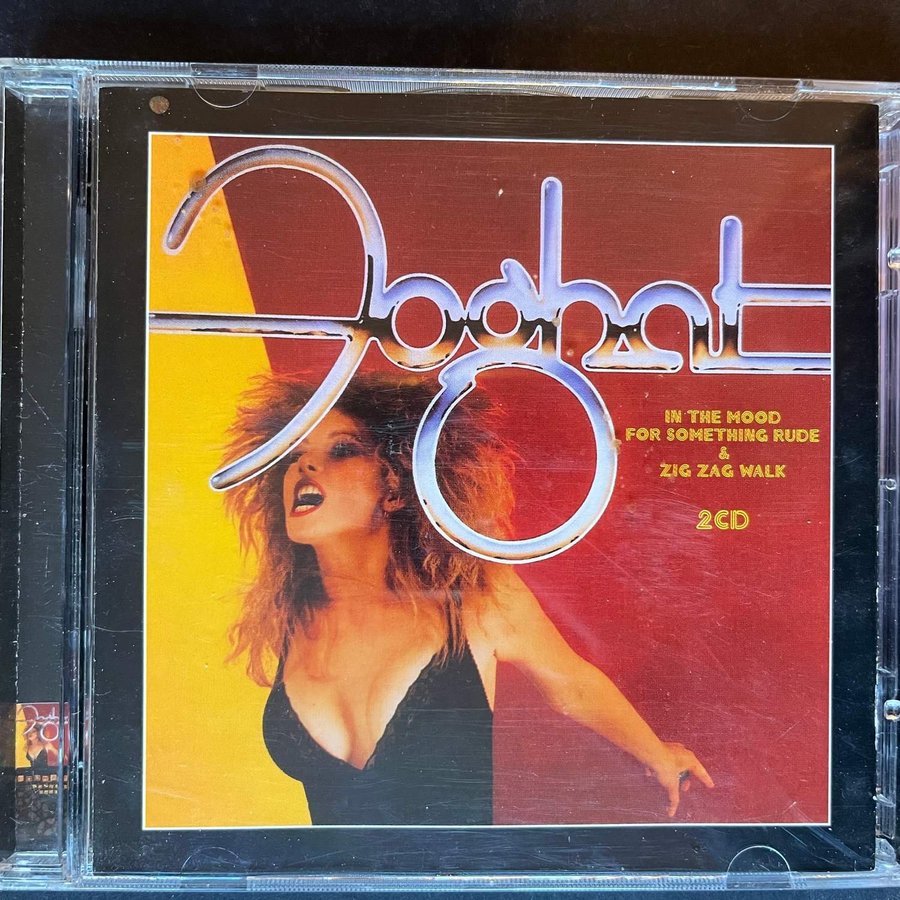 Foghat
IN THE MOOD
FOR SOMETHING RUDE
&
ZIG ZAG WALK
2CD